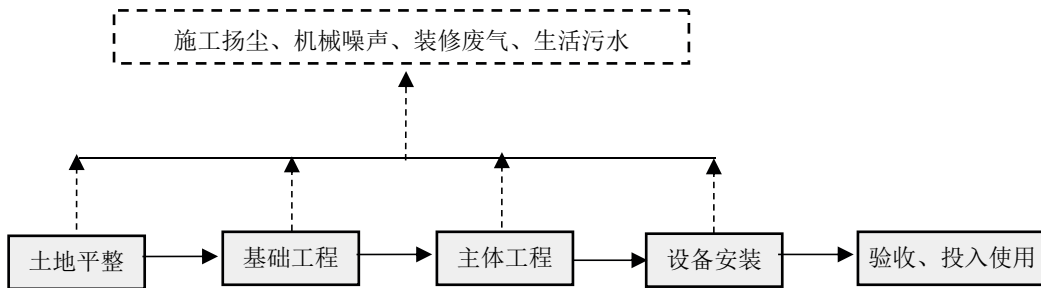 施工扬尘、机械噪声、装修废气、生活污水
土地平整
基础工程
主体工程
设备安装
验收、投入使用